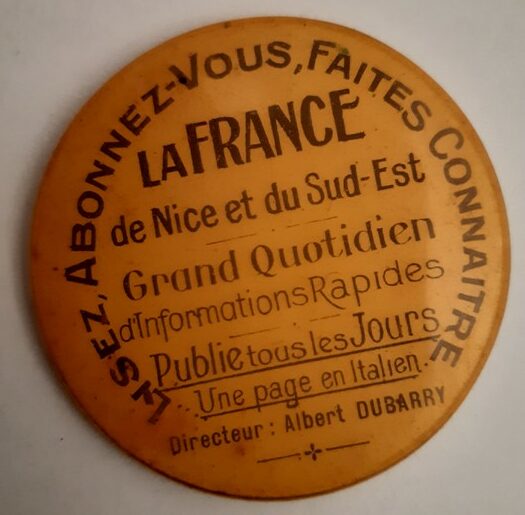 LISEZ, ABONNEZ-VOUS, FAITES CONNAITRE
LA FRANCE
de Nice et du Sud-Est
Grand Quotidien
d'Informations Rapides
Publie tous les Jours
Une page en Italien.
Directeur : Albert DUBARRY